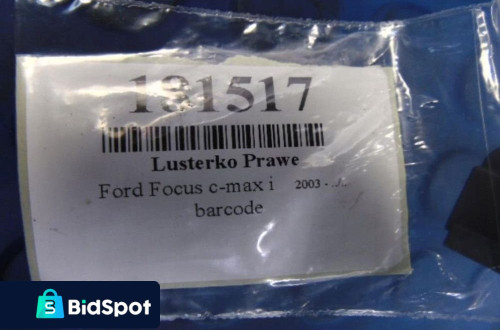 131517
Lusterko Prawe
Ford Focus c-max i 2003 -
barcode
BidSpot